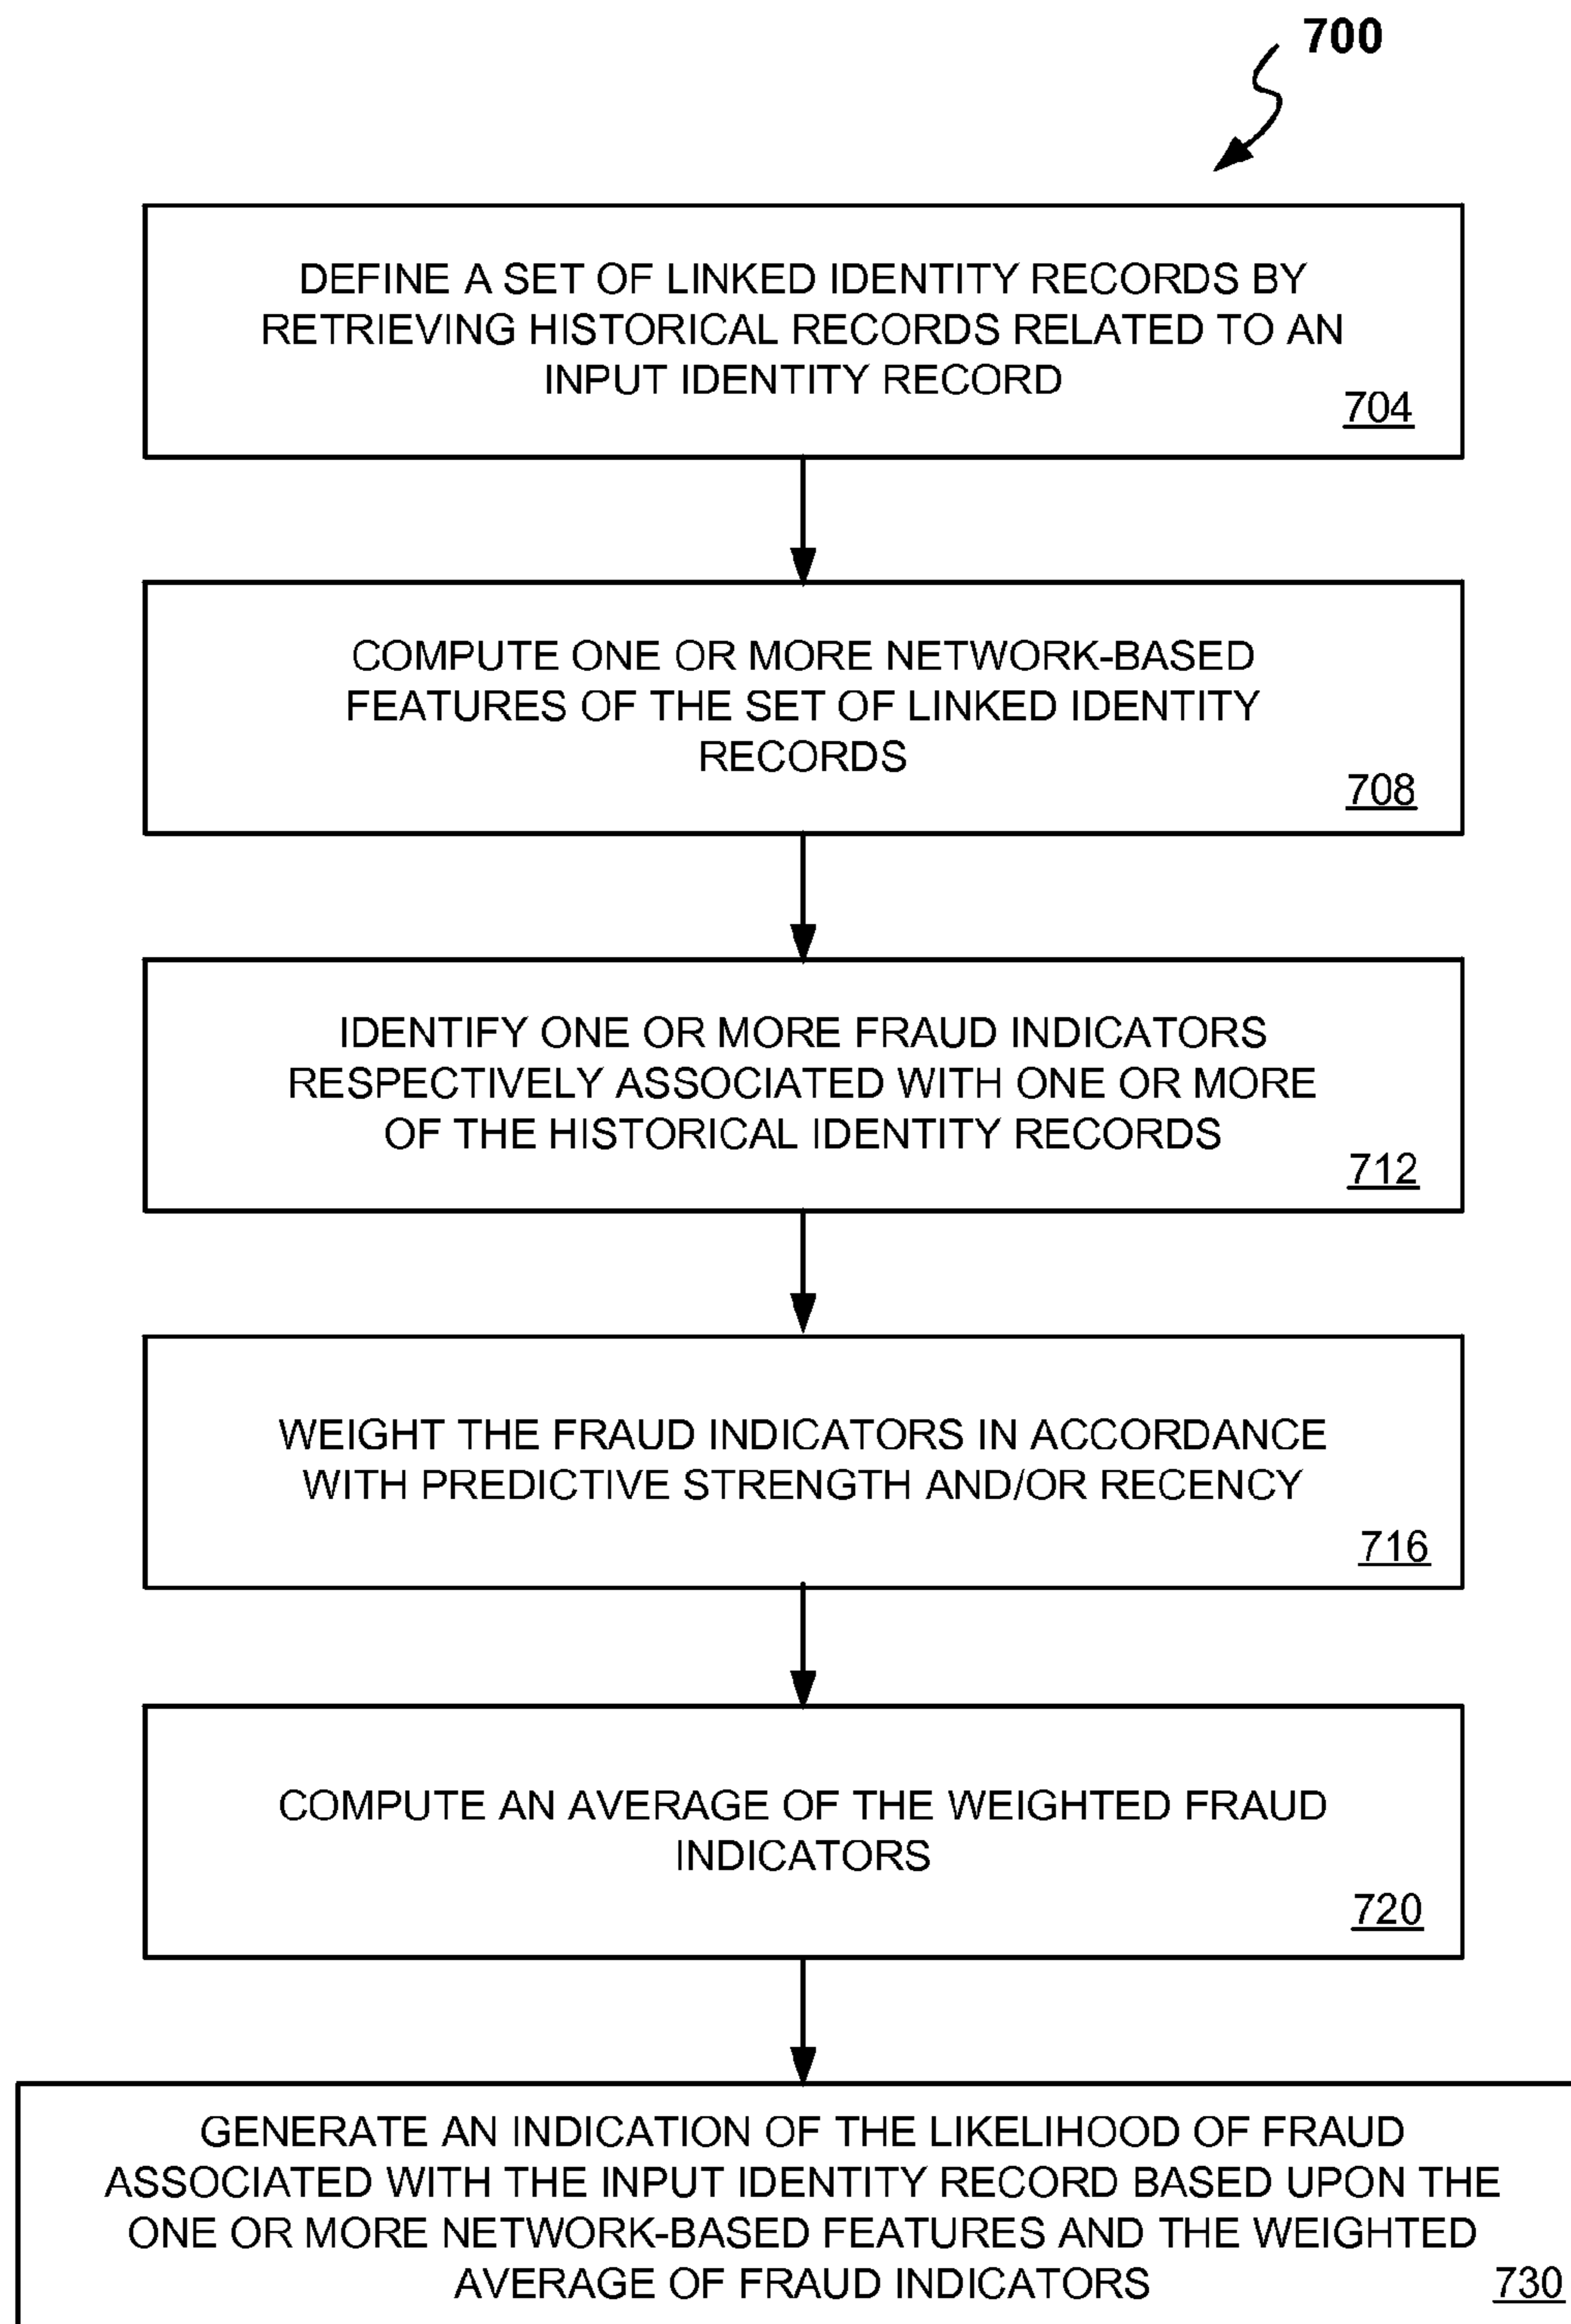 700
DEFINE A SET OF LINKED IDENTITY RECORDS BY
RETRIEVING HISTORICAL RECORDS RELATED TO AN
INPUT IDENTITY RECORD
704
COMPUTE ONE OR MORE NETWORK-BASED
FEATURES OF THE SET OF LINKED IDENTITY
RECORDS
708
IDENTIFY ONE OR MORE FRAUD INDICATORS
RESPECTIVELY ASSOCIATED WITH ONE OR MORE
OF THE HISTORICAL IDENTITY RECORDS
712
WEIGHT THE FRAUD INDICATORS IN ACCORDANCE
WITH PREDICTIVE STRENGTH AND/OR RECENCY
716
COMPUTE AN AVERAGE OF THE WEIGHTED FRAUD
INDICATORS
720
GENERATE AN INDICATION OF THE LIKELIHOOD OF FRAUD
ASSOCIATED WITH THE INPUT IDENTITY RECORD BASED UPON THE
ONE OR MORE NETWORK-BASED FEATURES AND THE WEIGHTED
AVERAGE OF FRAUD INDICATORS
730